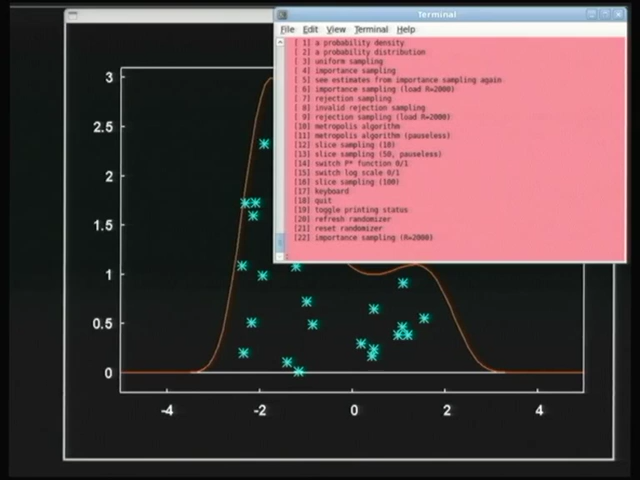 Terminal
File Edit View Terminal Help
[ 1] a probability density
[ 2] a probability distribution
[ 3] uniform sampling
[ 4] importance sampling
[ 5] see estimates from importance sampling again
[ 6] importance sampling (load R=2000)
[ 7] rejection sampling
[ 8] invalid rejection sampling
[ 9] rejection sampling (load R=2000)
[10] metropolis algorithm
[11] metropolis algorithm (pauseless)
[12] slice sampling (10)
[13] slice sampling (50, pauseless)
[14] switch P* function 0/1
[15] switch log scale 0/1
[16] slice sampling (100)
[17] keyboard
[18] quit
[19] toggle printing status
[20] refresh randomizer
[21] reset randomizer
[22] importance sampling (R=2000)
:
3
2.5
2
1.5
1
0.5
0
-4 -2 0 2 4